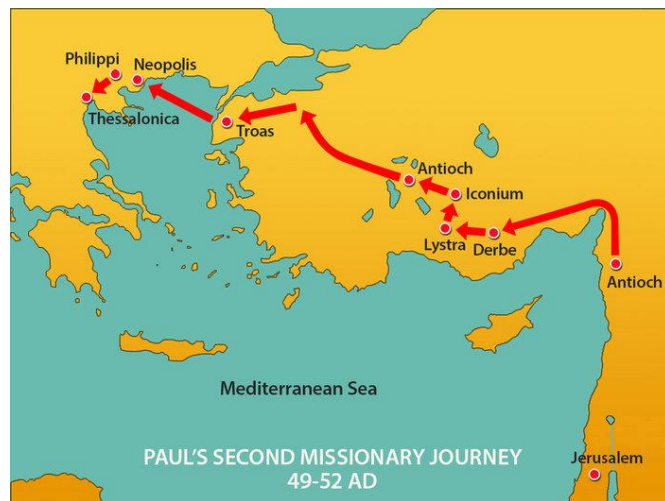 Philippi
Neopolis
Thessalonica
Troas
Antioch
Iconium
Lystra
Derbe
Antioch
Mediterranean Sea
PAUL'S SECOND MISSIONARY JOURNEY
49-52 AD
Jerusalem